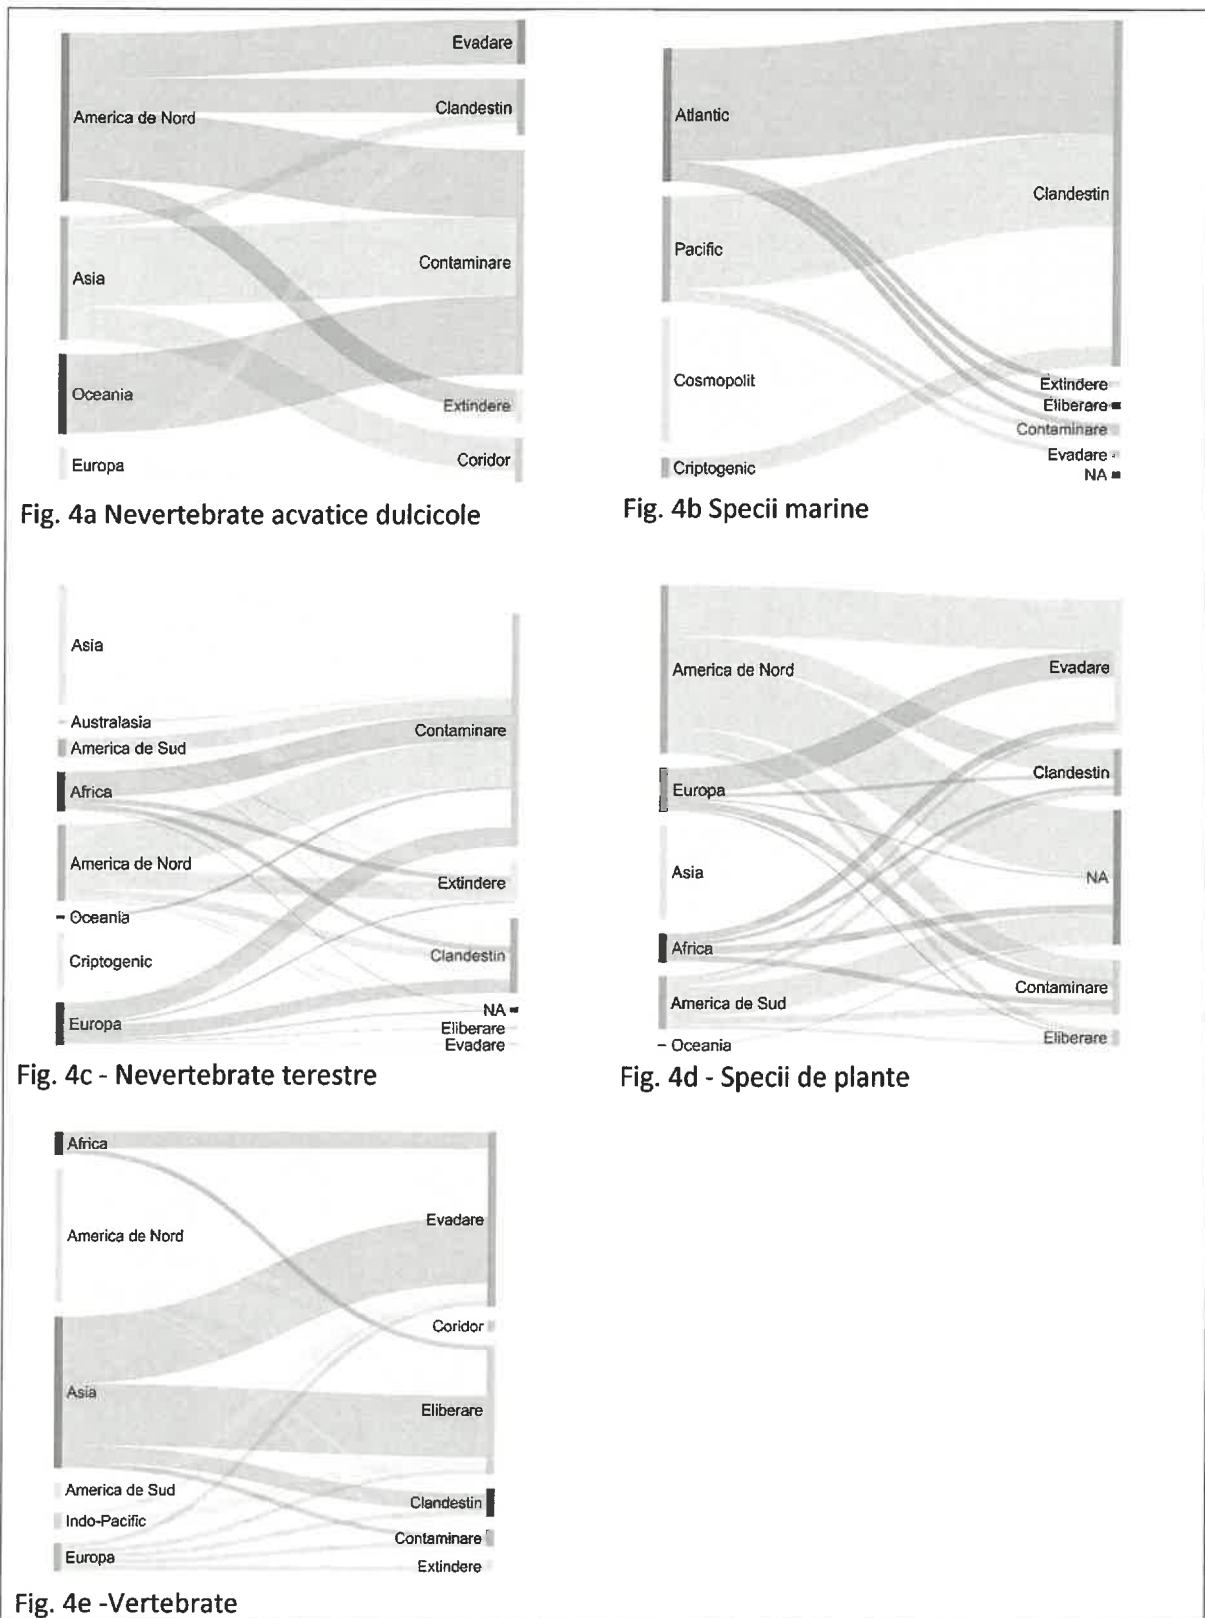 Evadare
Clandestin
America de Nord
Contaminare
Asia
Oceania
Extindere
Coridor
Europa
Fig. 4a Nevertebrate acvatice dulcicole
Atlantic
Clandestin
Pacific
Cosmopolit
Extindere
Eliberare
Contaminare
Evadare
Criptogenic
NA
Fig. 4b Specii marine
Asia
Australasia
Contaminare
America de Sud
Africa
America de Nord
Extindere
Oceania
Clandestin
Criptogenic
NA
Europa
Eliberare
Evadare
Fig. 4c - Nevertebrate terestre
Evadare
America de Nord
Clandestin
Europa
Asia
NA
Africa
Contaminare
America de Sud
Eliberare
Oceania
Fig. 4d - Specii de plante
Africa
Evadare
America de Nord
Coridor
Asia
Eliberare
America de Sud
Clandestin
Indo-Pacific
Contaminare
Europa
Extindere
Fig. 4e -Vertebrate